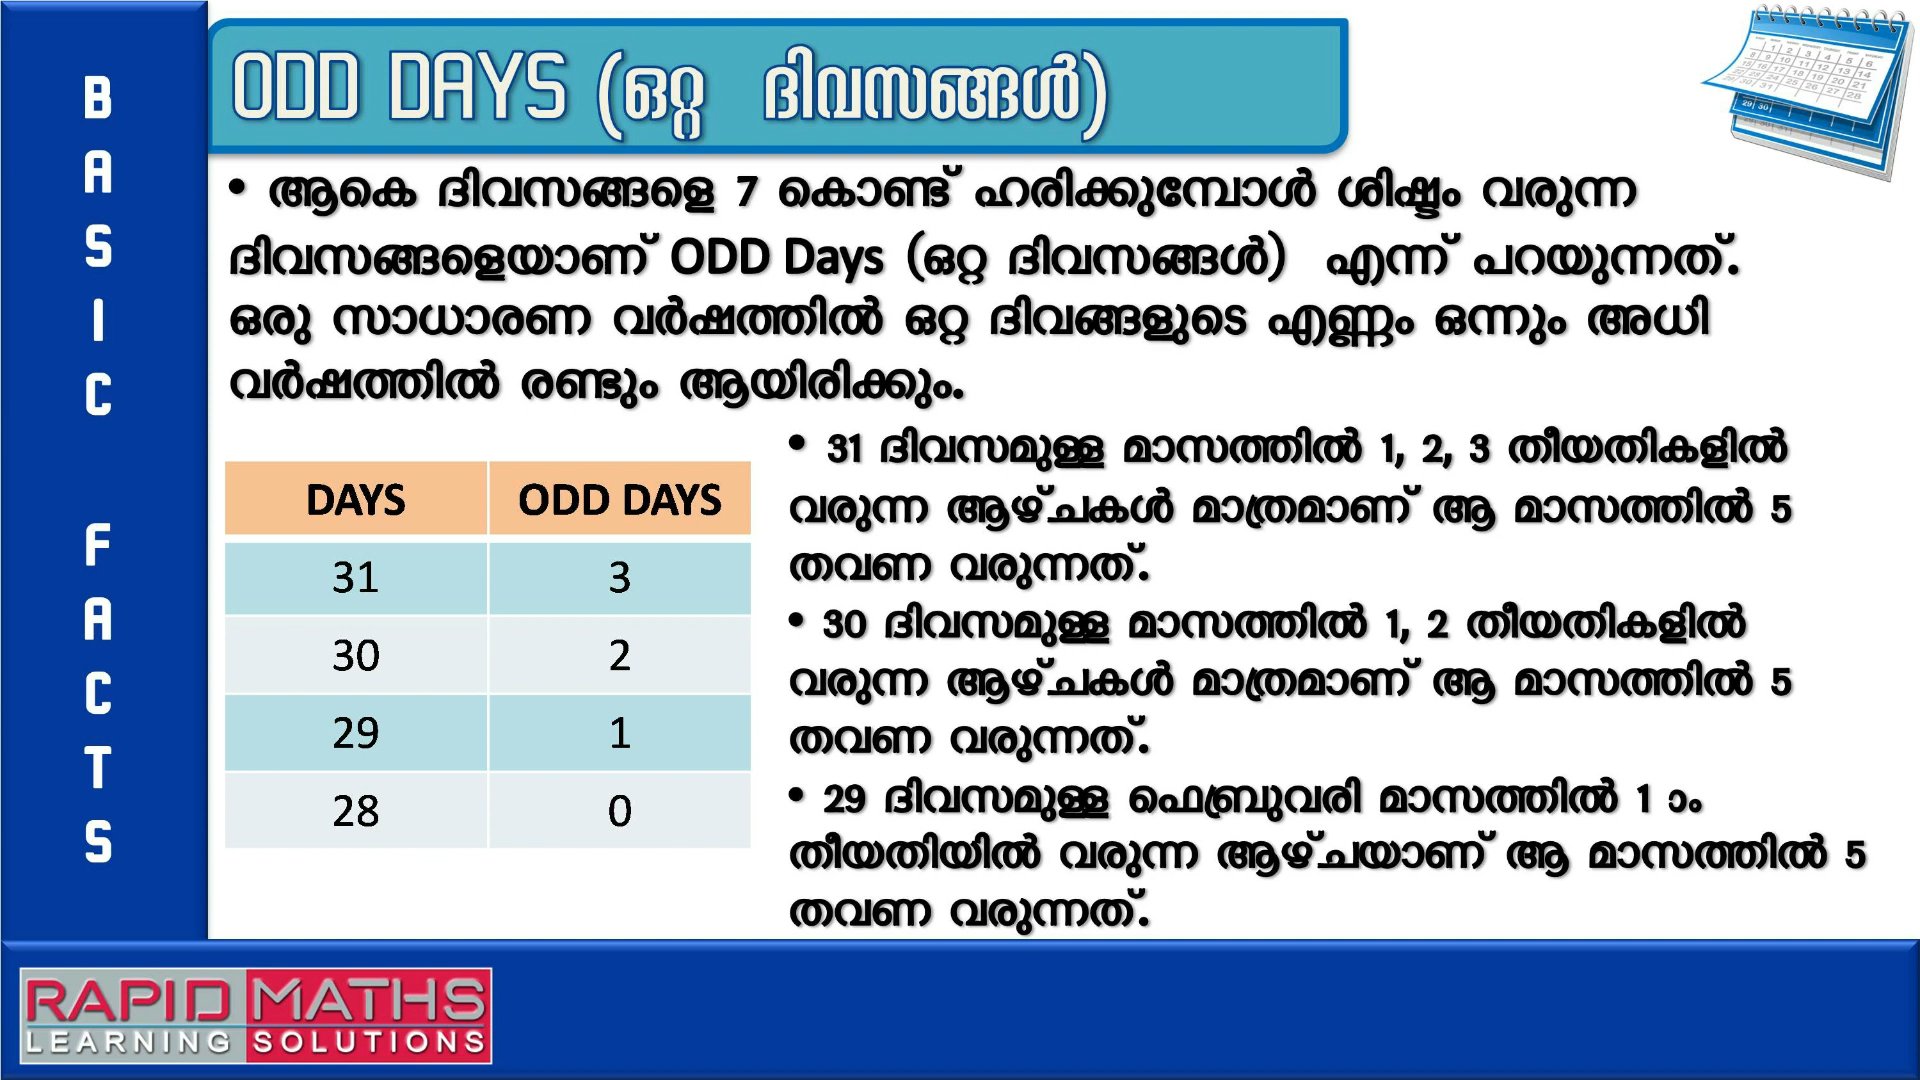 BASIC FACTS
ODD DAYS (ഒറ്റ ദിവസങ്ങൾ)
• ആകെ ദിവസങ്ങളെ 7 കൊണ്ട് ഹരിക്കുമ്പോൾ ശിഷ്ടം വരുന്ന
ദിവസങ്ങളെയാണ് ODD Days (ഒറ്റ ദിവസങ്ങൾ) എന്ന് പറയുന്നത്.
ഒരു സാധാരണ വർഷത്തിൽ ഒറ്റ ദിവങ്ങളുടെ എണ്ണം ഒന്നും അധി
വർഷത്തിൽ രണ്ടും ആയിരിക്കും.
DAYS ODD DAYS
31 3
30 2
29 1
28 0
• 31 ദിവസമുള്ള മാസത്തിൽ 1, 2, 3 തീയതികളിൽ
വരുന്ന ആഴ്ചകൾ മാത്രമാണ് ആ മാസത്തിൽ 5
തവണ വരുന്നത്.
• 30 ദിവസമുള്ള മാസത്തിൽ 1, 2 തീയതികളിൽ
വരുന്ന ആഴ്ചകൾ മാത്രമാണ് ആ മാസത്തിൽ 5
തവണ വരുന്നത്.
• 29 ദിവസമുള്ള ഫെബ്രുവരി മാസത്തിൽ 1 ാം
തീയതിയിൽ വരുന്ന ആഴ്ചയാണ് ആ മാസത്തിൽ 5
തവണ വരുന്നത്.
RAPID MATHS
LEARNING SOLUTIONS